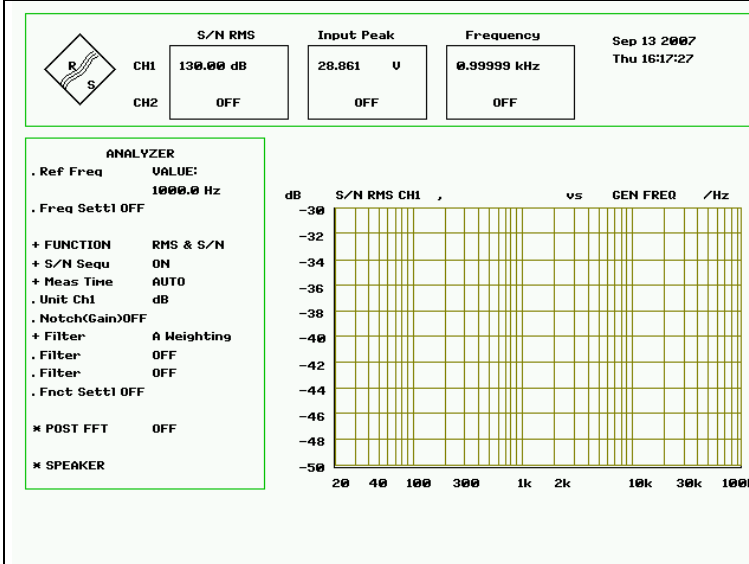 S/N RMS Input Peak Frequency
Sep 13 2007
R S CH1 130.00 dB 28.861 V 0.99999 kHz
Thu 16:17:27
CH2 OFF OFF OFF
ANALYZER
. Ref Freq VALUE:
1000.0 Hz
. Freq Settl OFF
+ FUNCTION RMS & S/N
+ S/N Sequ ON
+ Meas Time AUTO
. Unit Ch1 dB
. Notch(Gain)OFF
+ Filter A Weighting
. Filter OFF
. Filter OFF
. Fnct Settl OFF
* POST FFT OFF
* SPEAKER
dB S/N RMS CH1 , vs GEN FREQ /Hz
-30
-32
-34
-36
-38
-40
-42
-44
-46
-48
-50
20 40 100 300 1k 2k 10k 30k 100k